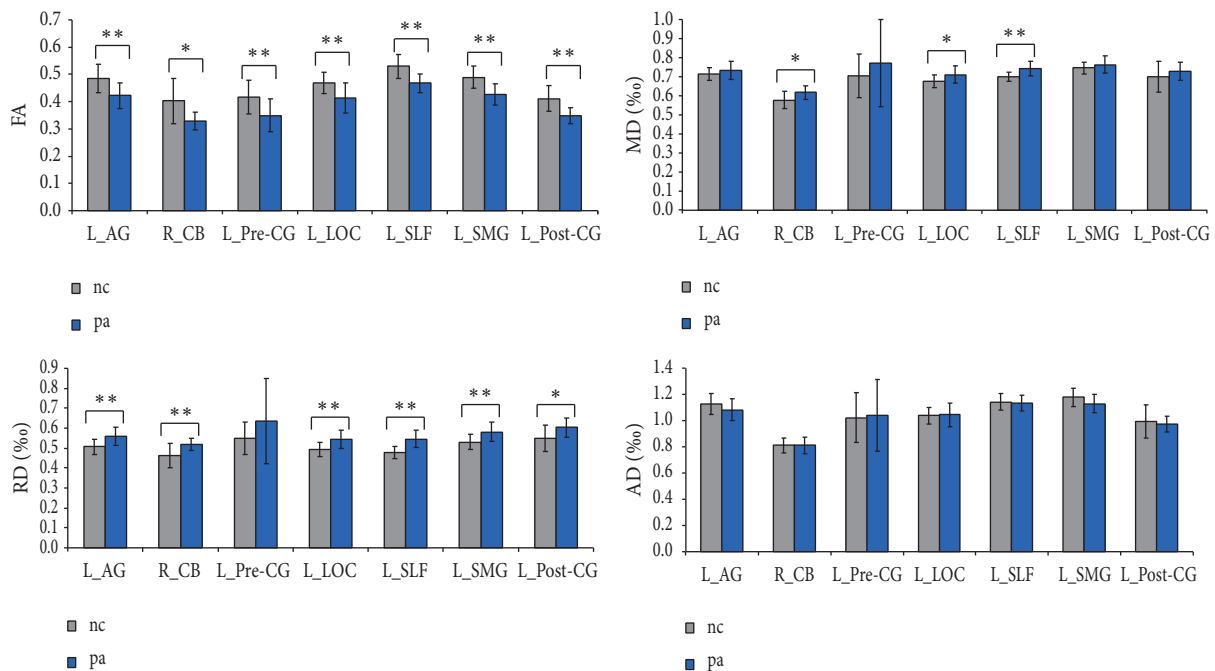 FA
0.7
0.6
0.5
0.4
0.3
0.2
0.1
0.0
** * ** ** ** ** **
L_AG R_CB L_Pre-CG L_LOC L_SLF L_SMG L_Post-CG
nc
pa
MD (‰)
1.0
0.9
0.8
0.7
0.6
0.5
0.4
0.3
0.2
0.1
0.0
* * **
L_AG R_CB L_Pre-CG L_LOC L_SLF L_SMG L_Post-CG
nc
pa
RD (‰)
0.9
0.8
0.7
0.6
0.5
0.4
0.3
0.2
0.1
0.0
** ** ** ** ** *
L_AG R_CB L_Pre-CG L_LOC L_SLF L_SMG L_Post-CG
nc
pa
AD (‰)
1.4
1.2
1.0
0.8
0.6
0.4
0.2
0.0
L_AG R_CB L_Pre-CG L_LOC L_SLF L_SMG L_Post-CG
nc
pa